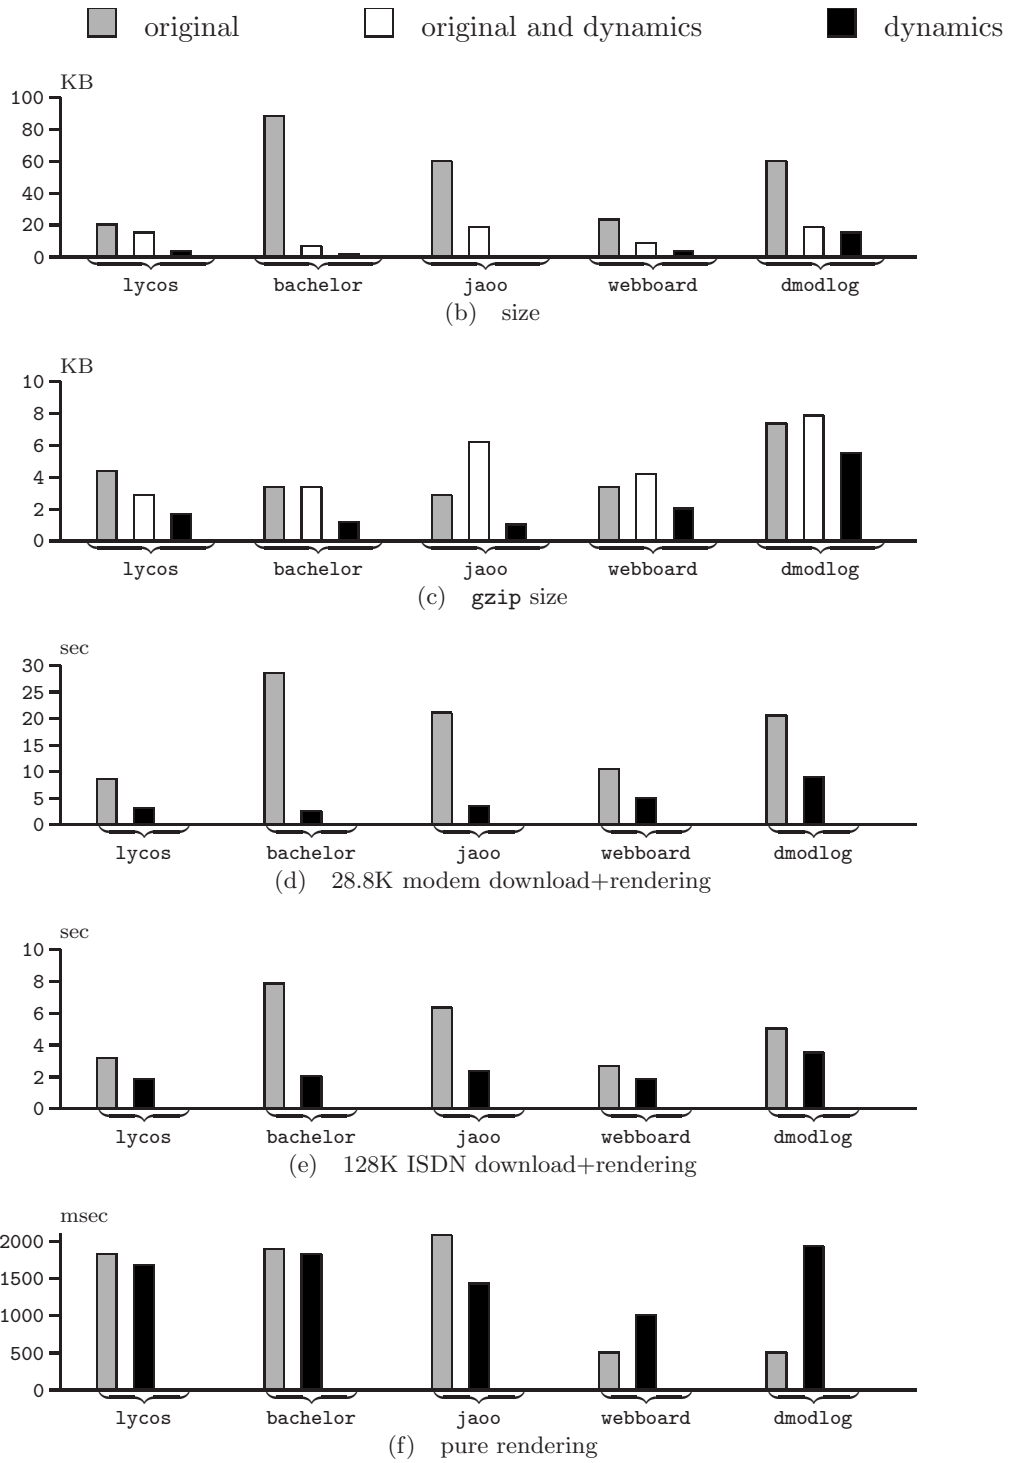 original original and dynamics dynamics
KB
100
80
60
40
20
0
lycos bachelor jaoo webboard dmodlog
(b) size
KB
10
8
6
4
2
0
lycos bachelor jaoo webboard dmodlog
(c) gzip size
sec
30
25
20
15
10
5
0
lycos bachelor jaoo webboard dmodlog
(d) 28.8K modem download+rendering
sec
10
8
6
4
2
0
lycos bachelor jaoo webboard dmodlog
(e) 128K ISDN download+rendering
msec
2000
1500
1000
500
0
lycos bachelor jaoo webboard dmodlog
(f) pure rendering